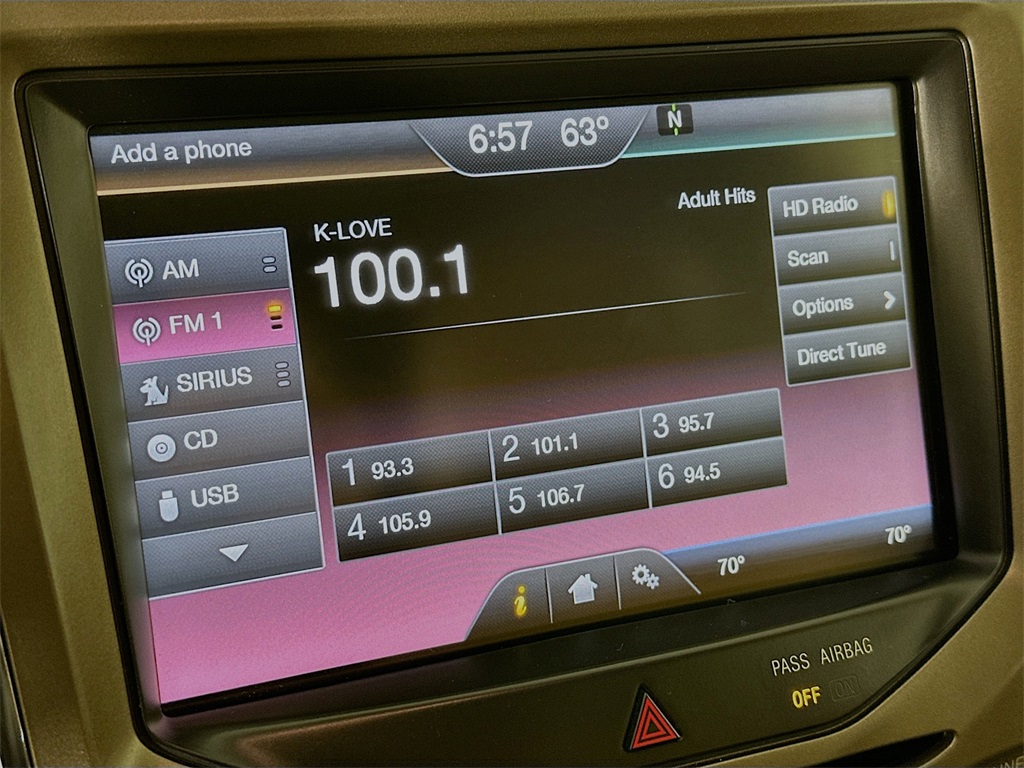 Add a phone
6:57 63°
N
K-LOVE
100.1
Adult Hits
AM
FM 1
SIRIUS
CD
USB
HD Radio
Scan
Options
Direct Tune
1 93.3
2 101.1
3 95.7
4 105.9
5 106.7
6 94.5
i
70°
70°
PASS AIRBAG
OFF ON